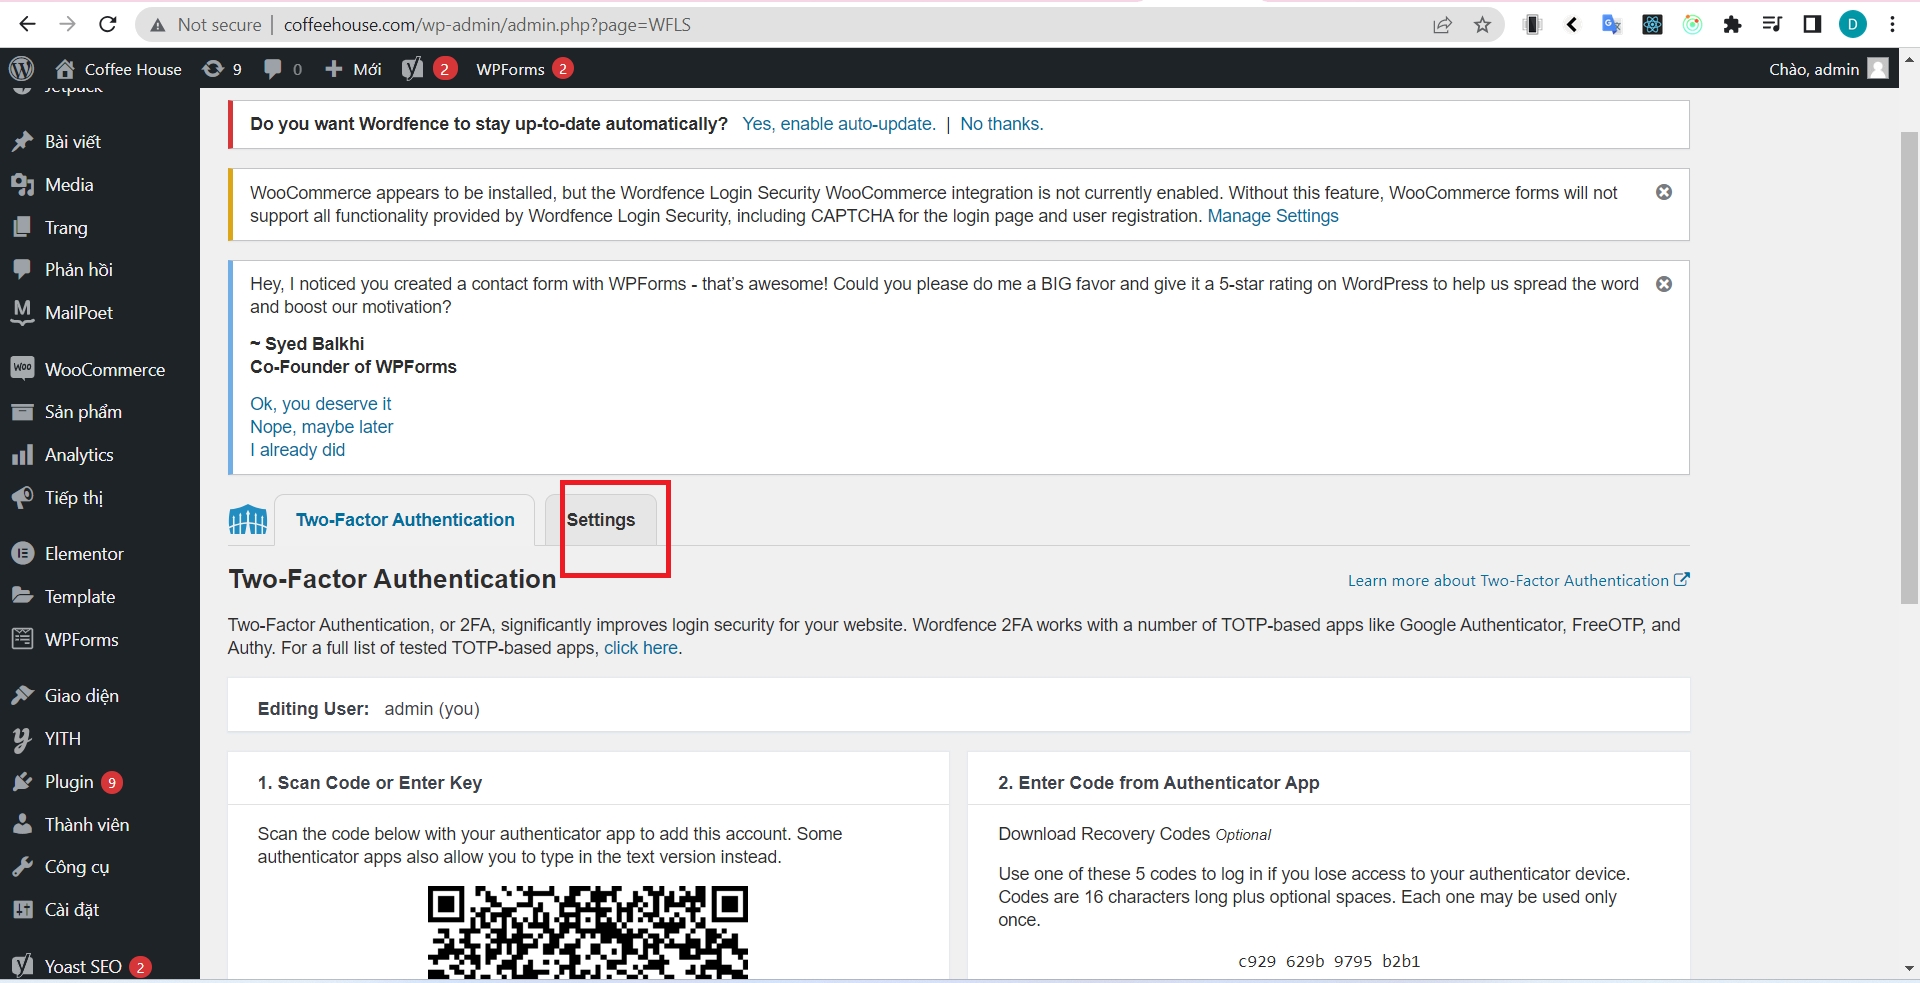 Not secure | coffeehouse.com/wp-admin/admin.php?page=WFLS
D
Coffee House 9 0 Mới 2 WPForms 2 Chào, admin
Jetpack
Bài viết
Media
Trang
Phản hồi
MailPoet
Woo WooCommerce
Sản phẩm
Analytics
Tiếp thị
Elementor
Template
WPForms
Giao diện
YITH
Plugin 9
Thành viên
Công cụ
Cài đặt
Yoast SEO 2
Do you want Wordfence to stay up-to-date automatically? Yes, enable auto-update. | No thanks.
WooCommerce appears to be installed, but the Wordfence Login Security WooCommerce integration is not currently enabled. Without this feature, WooCommerce forms will not
support all functionality provided by Wordfence Login Security, including CAPTCHA for the login page and user registration. Manage Settings
Hey, I noticed you created a contact form with WPForms - that’s awesome! Could you please do me a BIG favor and give it a 5-star rating on WordPress to help us spread the word
and boost our motivation?
~ Syed Balkhi
Co-Founder of WPForms
Ok, you deserve it
Nope, maybe later
I already did
Two-Factor Authentication Settings
Two-Factor Authentication
Learn more about Two-Factor Authentication
Two-Factor Authentication, or 2FA, significantly improves login security for your website. Wordfence 2FA works with a number of TOTP-based apps like Google Authenticator, FreeOTP, and
Authy. For a full list of tested TOTP-based apps, click here.
Editing User: admin (you)
1. Scan Code or Enter Key
Scan the code below with your authenticator app to add this account. Some
authenticator apps also allow you to type in the text version instead.
2. Enter Code from Authenticator App
Download Recovery Codes Optional
Use one of these 5 codes to log in if you lose access to your authenticator device.
Codes are 16 characters long plus optional spaces. Each one may be used only
once.
c929 629b 9795 b2b1